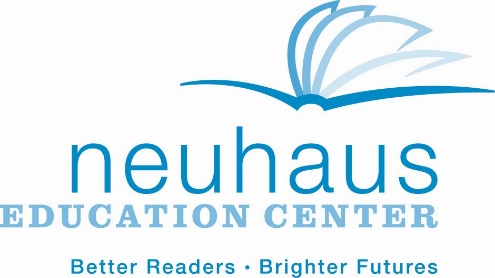 neuhaus
EDUCATION CENTER
Better Readers · Brighter Futures